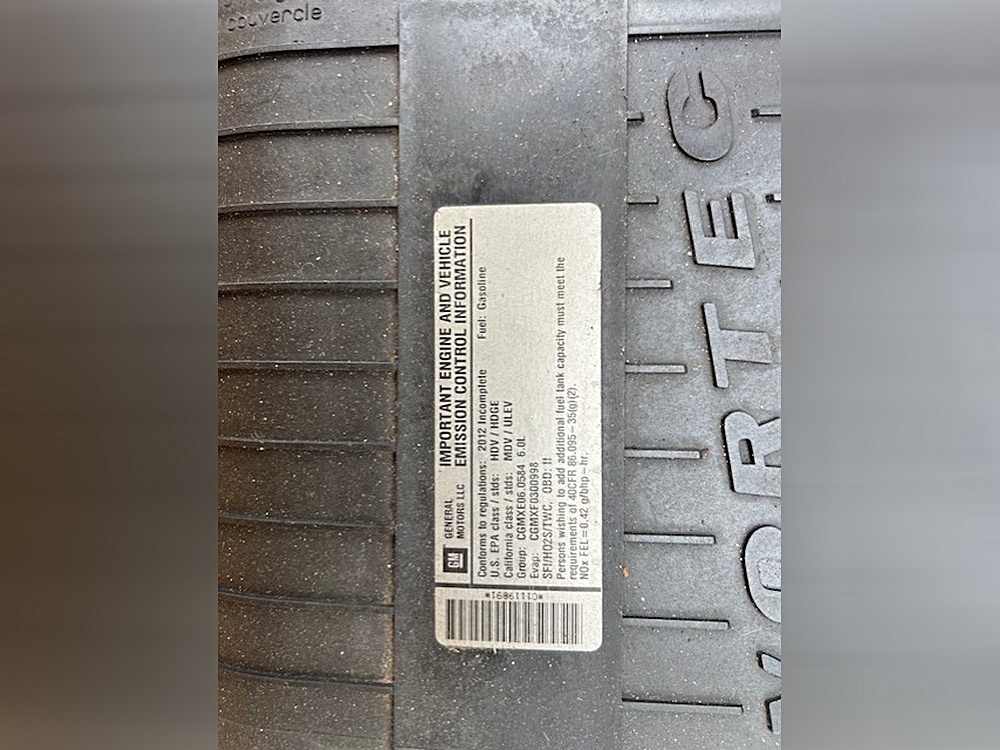 couvercle
VORTEC
GM
GENERAL
MOTORS LLC
IMPORTANT ENGINE AND VEHICLE
EMISSION CONTROL INFORMATION
Conforms to regulations: 2012 Incomplete Fuel: Gasoline
U.S. EPA class / stds: HDV / HDGE
California class / stds: MDV / ULEV
Group: CGMXE06.0584 6.0L
Evap: CGMXF0300998
SFI/HO2S/TWC, OBD: II
Persons wishing to add additional fuel tank capacity must meet the
requirements of 40CFR 86.095-35(g)(2).
NOx FEL=0.42 g/bhp-hr.
*C1119891*